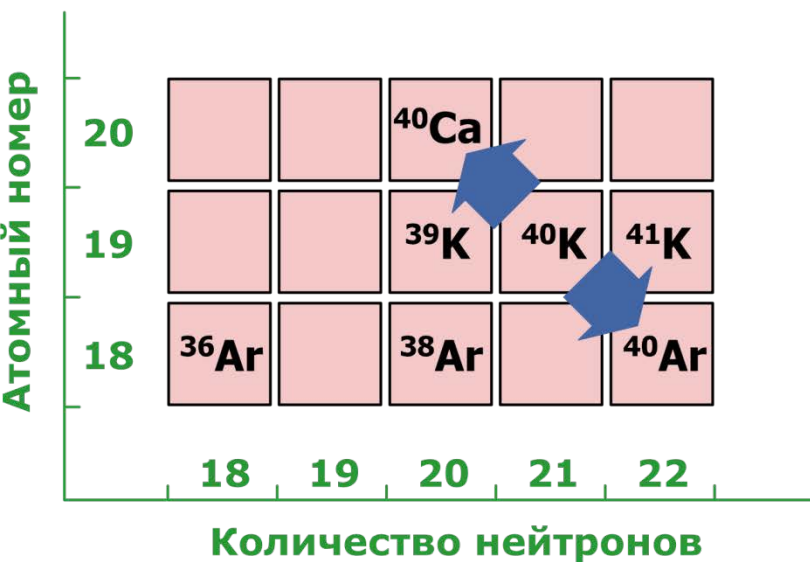 Атомный номер
20
⁴⁰Ca
19
³⁹K
⁴⁰K
⁴¹K
18
³⁶Ar
³⁸Ar
⁴⁰Ar
18 19 20 21 22
Количество нейтронов